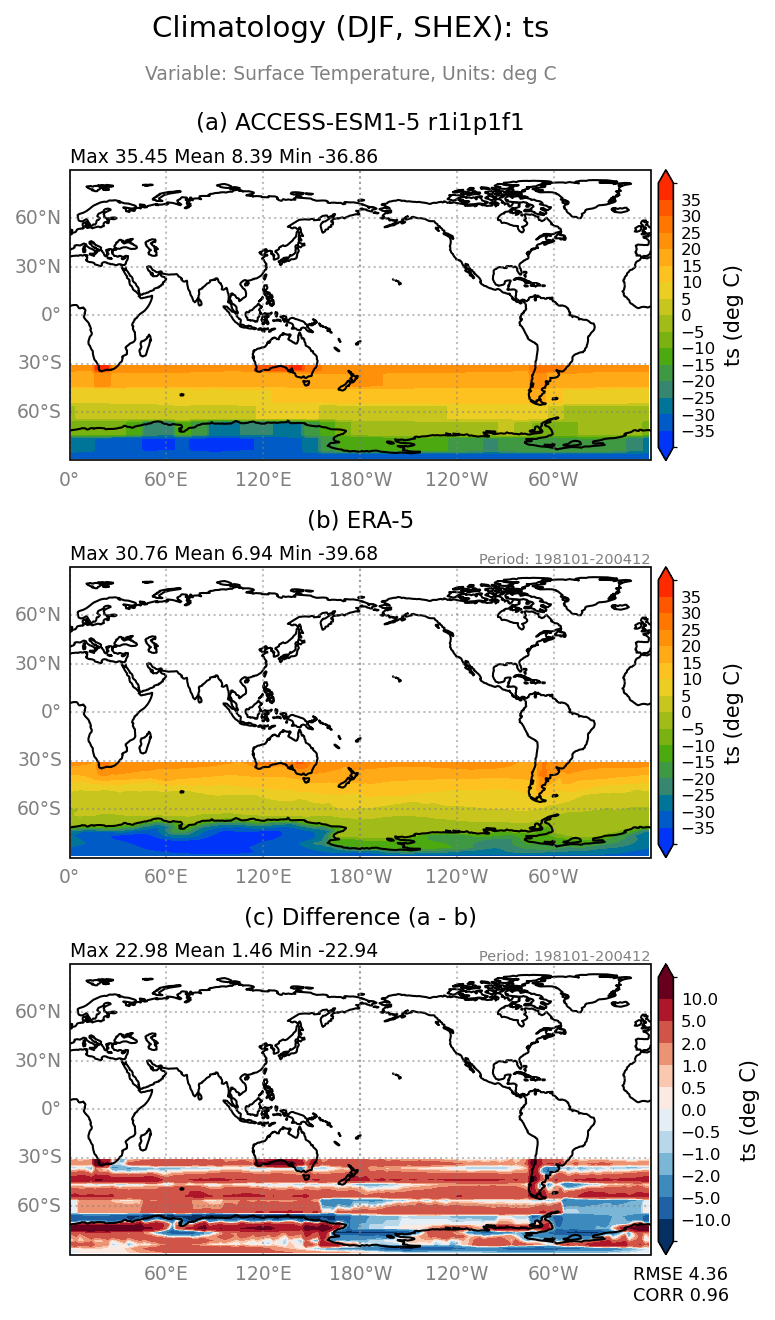 Climatology (DJF, SHEX): ts
Variable: Surface Temperature, Units: deg C
(a) ACCESS-ESM1-5 r1i1p1f1
Max 35.45 Mean 8.39 Min -36.86
60°N
30°N
0°
30°S
60°S
0° 60°E 120°E 180°W 120°W 60°W
35
30
25
20
15
10
5
0
−5
−10
−15
−20
−25
−30
−35
ts (deg C)
(b) ERA-5
Max 30.76 Mean 6.94 Min -39.68 Period: 198101-200412
60°N
30°N
0°
30°S
60°S
0° 60°E 120°E 180°W 120°W 60°W
35
30
25
20
15
10
5
0
−5
−10
−15
−20
−25
−30
−35
ts (deg C)
(c) Difference (a - b)
Max 22.98 Mean 1.46 Min -22.94 Period: 198101-200412
60°N
30°N
0°
30°S
60°S
60°E 120°E 180°W 120°W 60°W
10.0
5.0
2.0
1.0
0.5
0.0
−0.5
−1.0
−2.0
−5.0
−10.0
ts (deg C)
RMSE 4.36
CORR 0.96